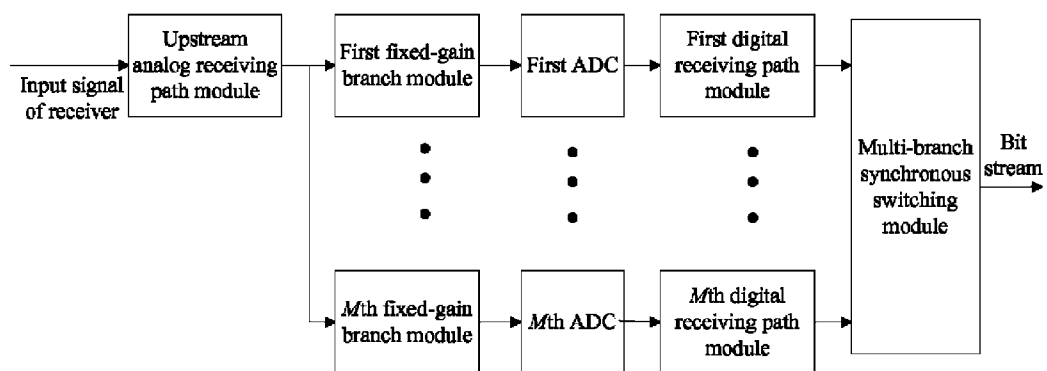 Input signal
of receiver
Upstream
analog receiving
path module
First fixed-gain
branch module
First ADC
First digital
receiving path
module
Mth fixed-gain
branch module
Mth ADC
Mth digital
receiving path
module
Multi-branch
synchronous
switching
module
Bit
stream